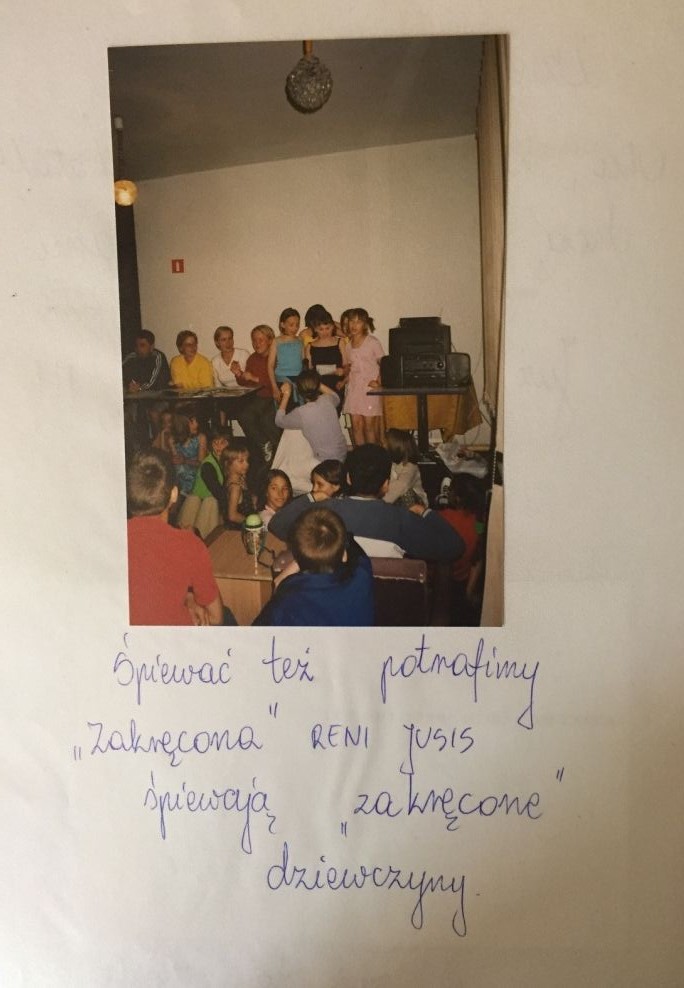 Śpiewać też potrafimy
„Zakręcona" RENI JUSIS
śpiewają „zakręcone"
dziewczyny.